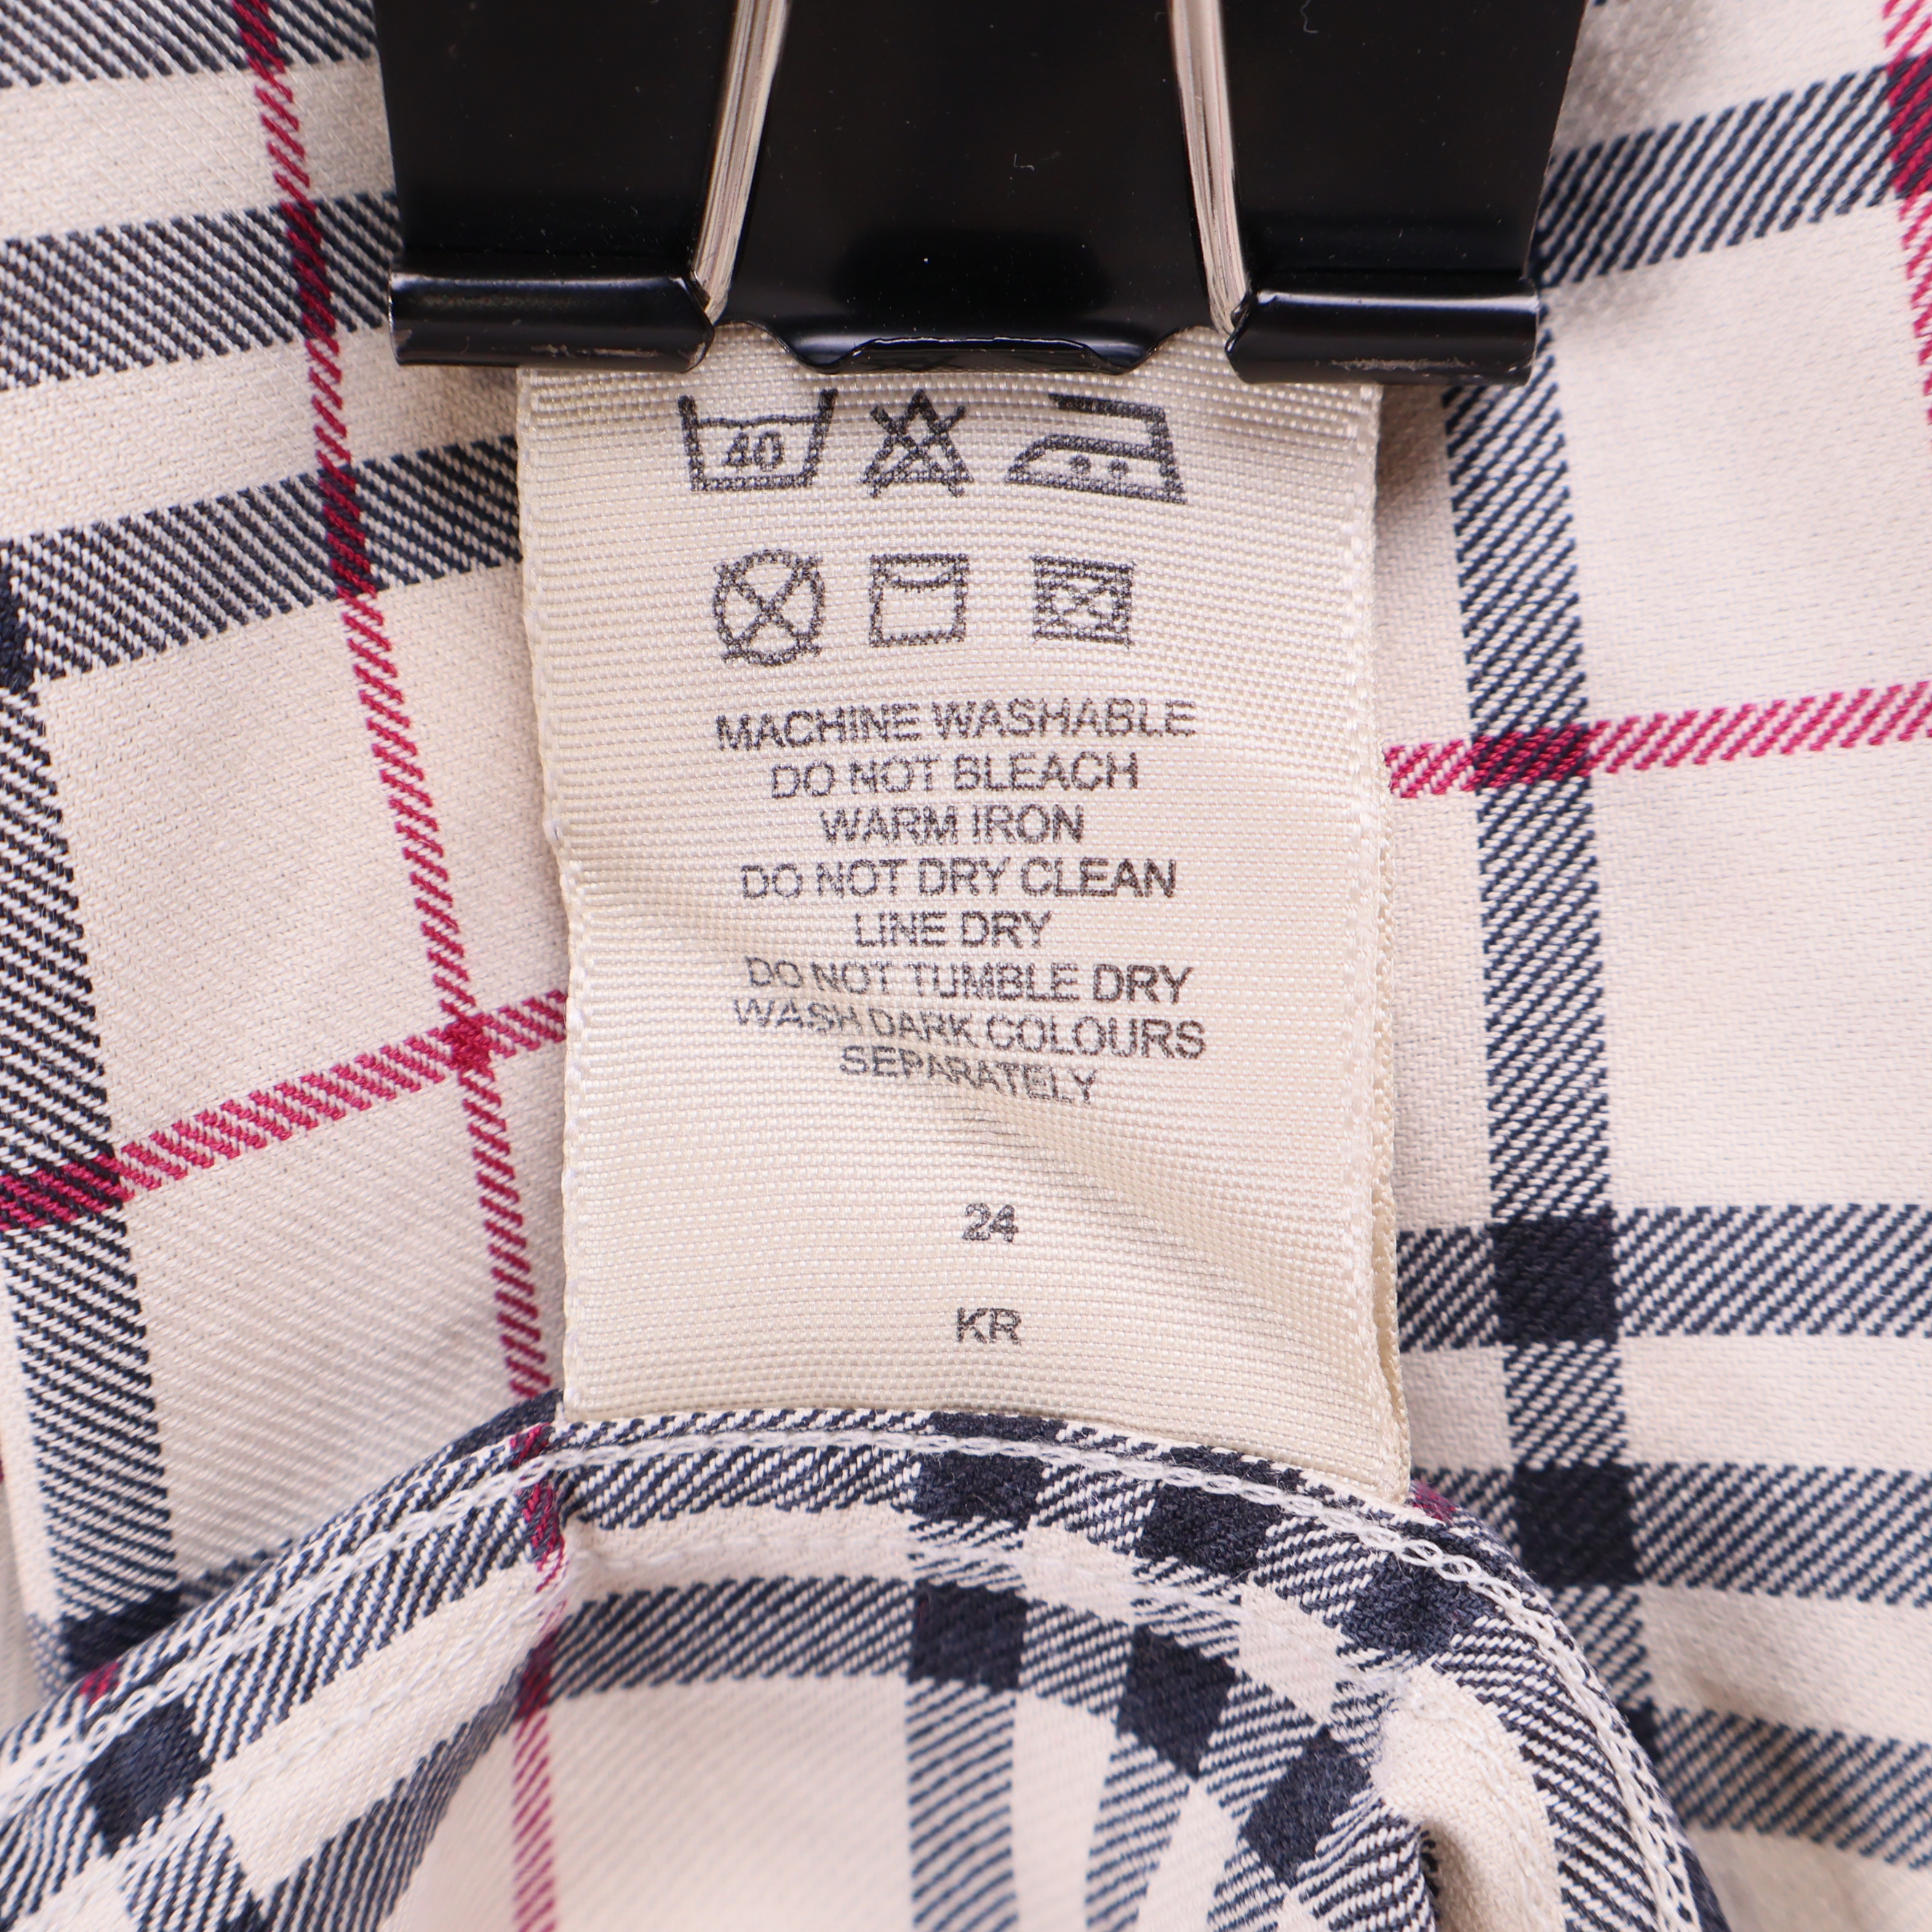 40
MACHINE WASHABLE
DO NOT BLEACH
WARM IRON
DO NOT DRY CLEAN
LINE DRY
DO NOT TUMBLE DRY
WASH DARK COLOURS
SEPARATELY
24
KR